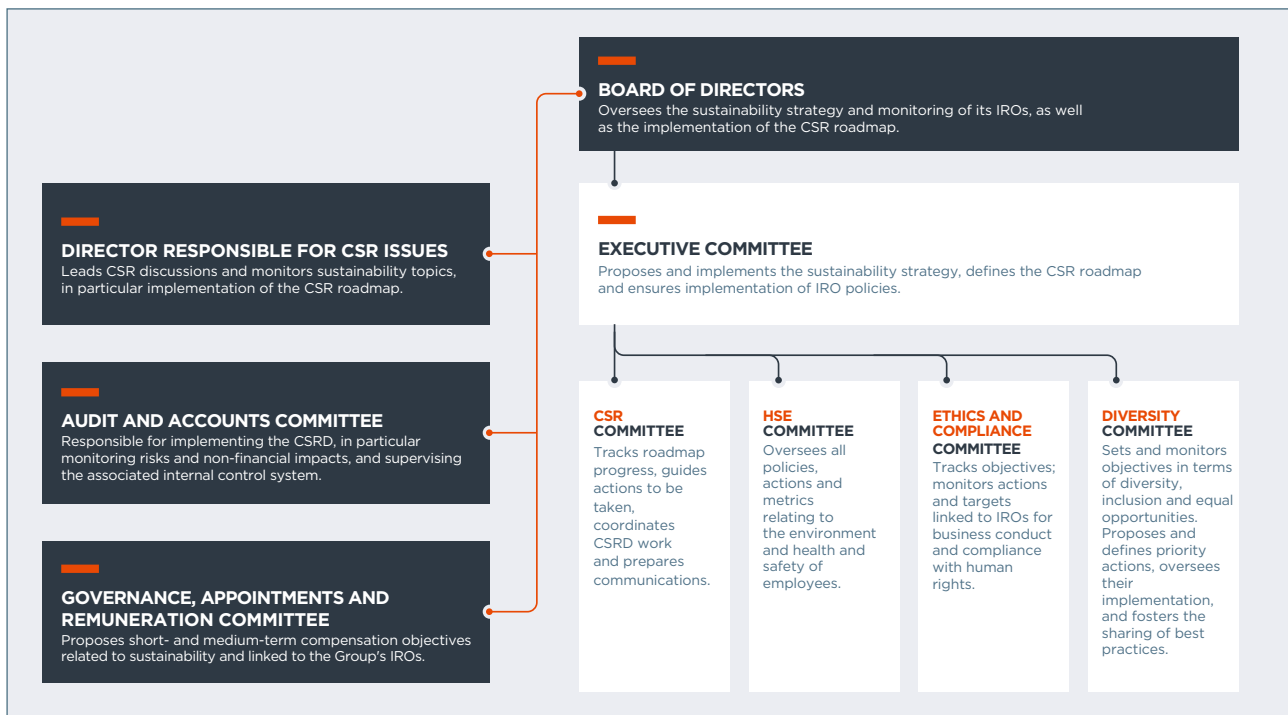 BOARD OF DIRECTORS
Oversees the sustainability strategy and monitoring of its IROs, as well
as the implementation of the CSR roadmap.
DIRECTOR RESPONSIBLE FOR CSR ISSUES
Leads CSR discussions and monitors sustainability topics,
in particular implementation of the CSR roadmap.
EXECUTIVE COMMITTEE
Proposes and implements the sustainability strategy, defines the CSR roadmap
and ensures implementation of IRO policies.
AUDIT AND ACCOUNTS COMMITTEE
Responsible for implementing the CSRD, in particular
monitoring risks and non-financial impacts, and supervising
the associated internal control system.
GOVERNANCE, APPOINTMENTS AND
REMUNERATION COMMITTEE
Proposes short- and medium-term compensation objectives
related to sustainability and linked to the Group's IROs.
CSR
COMMITTEE
Tracks roadmap
progress, guides
actions to be
taken,
coordinates
CSRD work
and prepares
communications.
HSE
COMMITTEE
Oversees all
policies,
actions and
metrics
relating to
the environment
and health and
safety of
employees.
ETHICS AND
COMPLIANCE
COMMITTEE
Tracks objectives;
monitors actions
and targets
linked to IROs for
business conduct
and compliance
with human
rights.
DIVERSITY
COMMITTEE
Sets and monitors
objectives in terms
of diversity,
inclusion and equal
opportunities.
Proposes and
defines priority
actions, oversees
their
implementation,
and fosters the
sharing of best
practices.